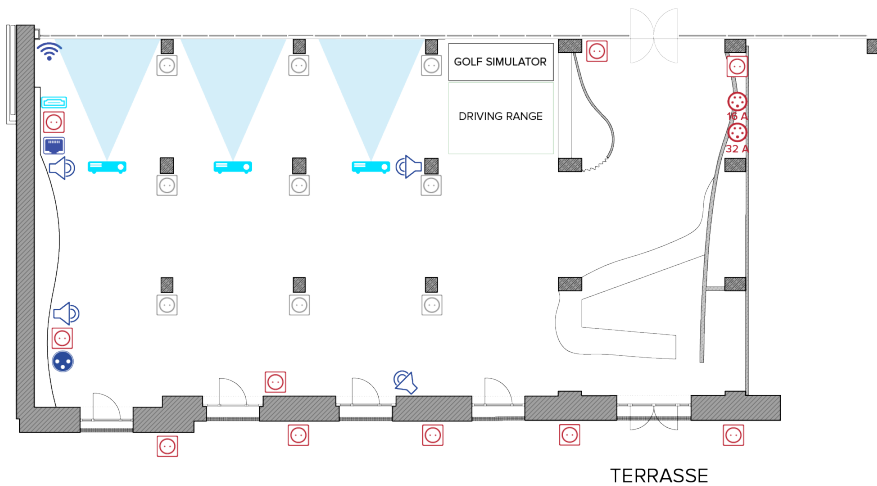 GOLF SIMULATOR
DRIVING RANGE
16 A
32 A
TERRASSE